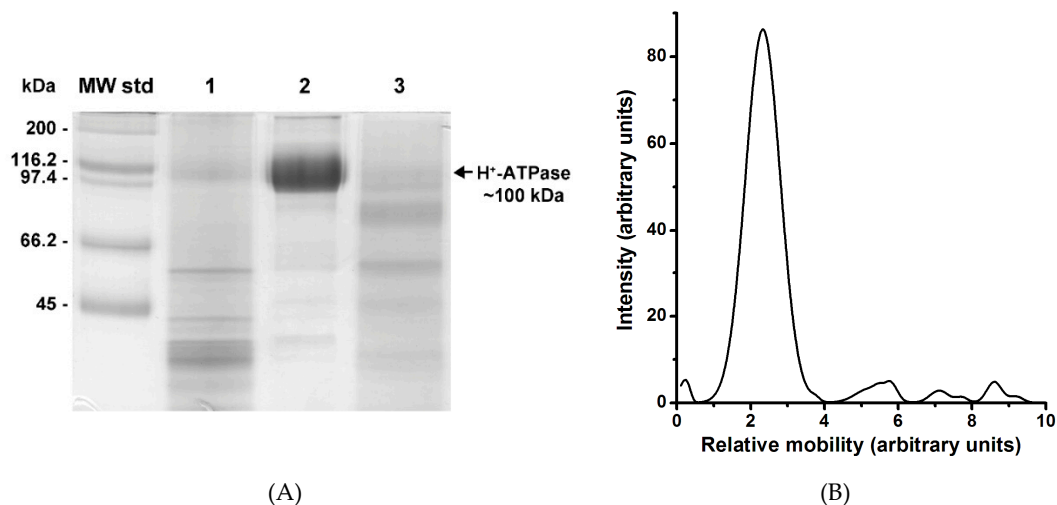 kDa MW std 1 2 3
200 -
116.2 -
97.4 -
66.2 -
45 -
H⁺-ATPase
~100 kDa
(A)
Intensity (arbitrary units)
80
60
40
20
0
0 2 4 6 8 10
Relative mobility (arbitrary units)
(B)